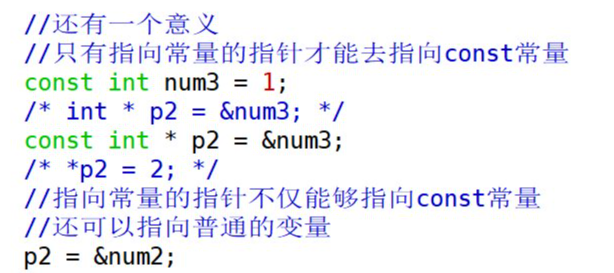 //还有一个意义
//只有指向常量的指针才能去指向const常量
const int num3 = 1;
/* int * p2 = &num3; */
const int * p2 = &num3;
/* *p2 = 2; */
//指向常量的指针不仅能够指向const常量
//还可以指向普通的变量
p2 = &num2;